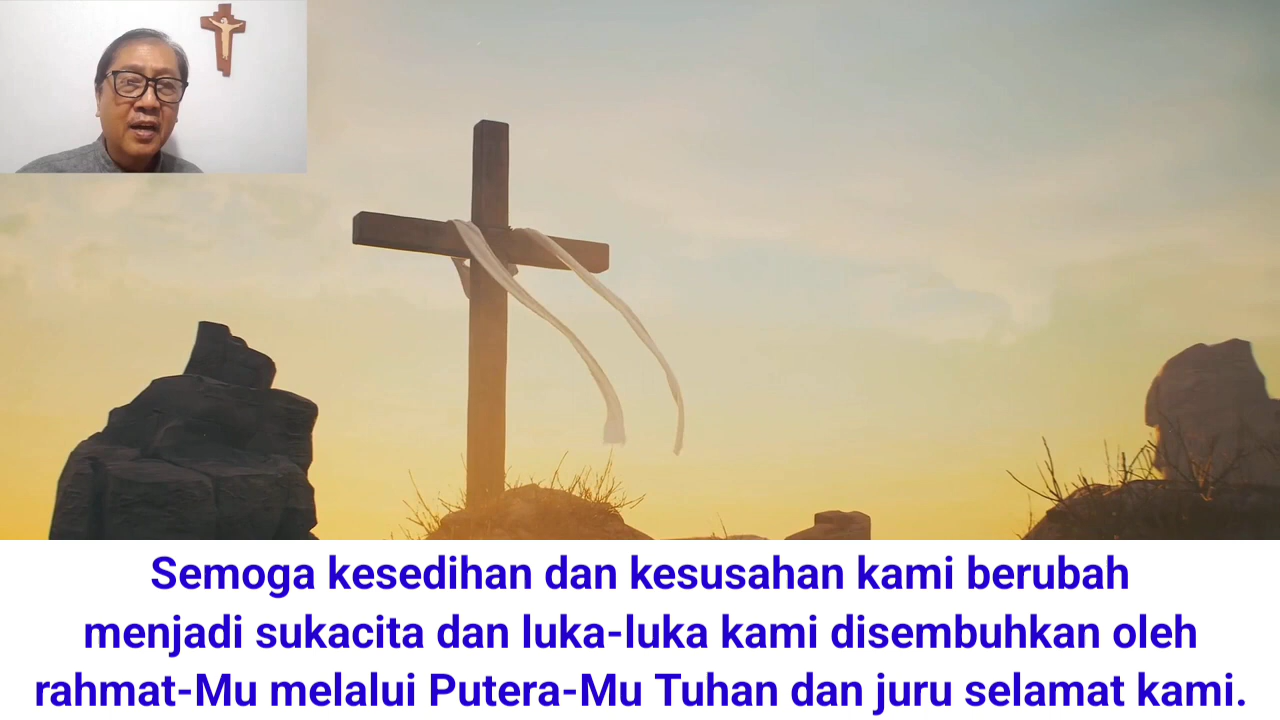 Semoga kesedihan dan kesusahan kami berubah
menjadi sukacita dan luka-luka kami disembuhkan oleh
rahmat-Mu melalui Putera-Mu Tuhan dan juru selamat kami.